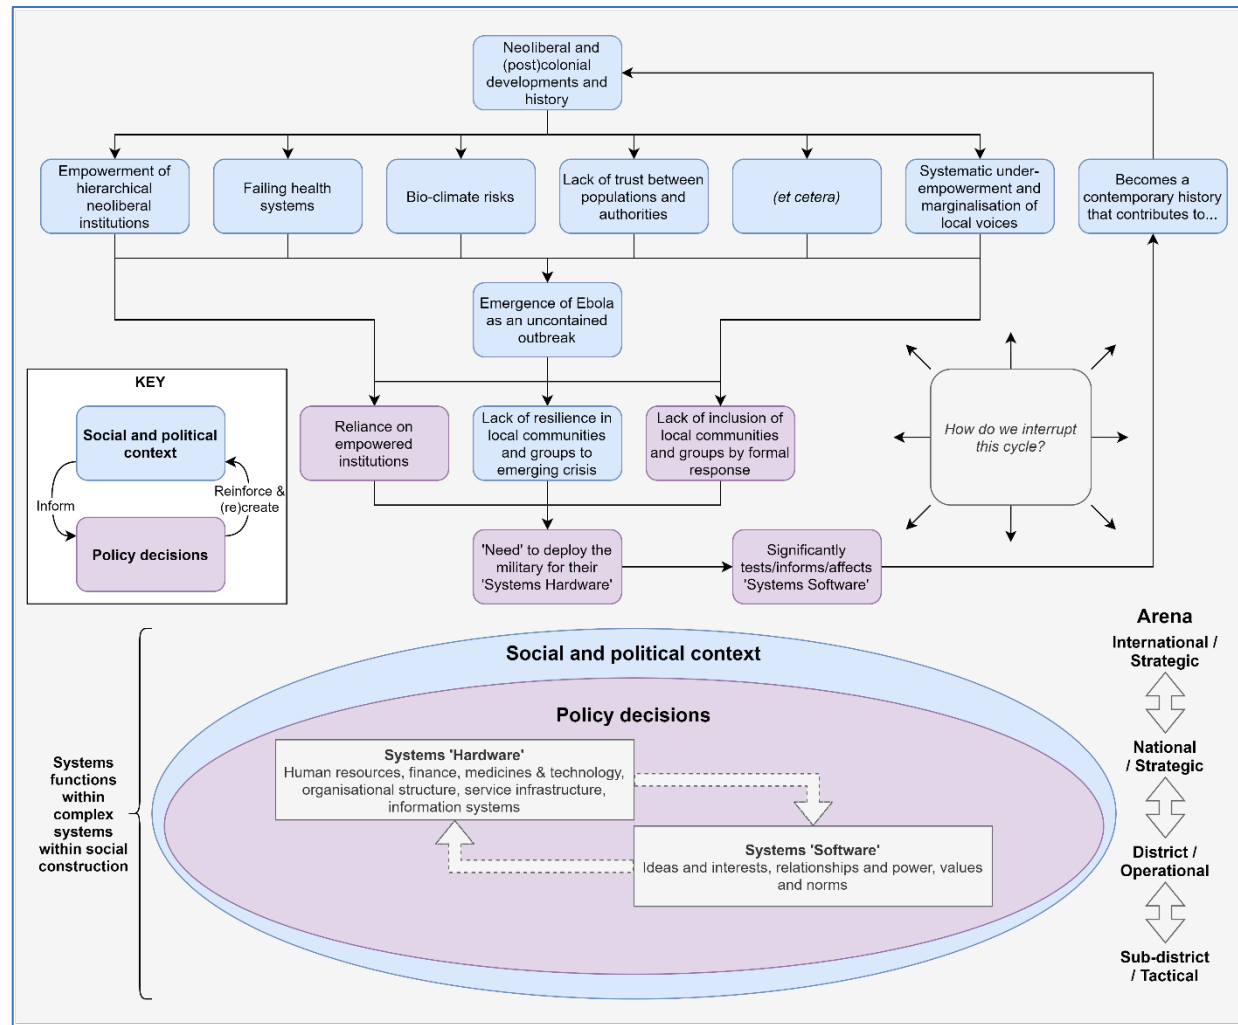 Neoliberal and
(post)colonial
developments and
history
Empowerment of
hierarchical
neoliberal
institutions
Failing health
systems
Bio-climate risks
Lack of trust between
populations and
authorities
(et cetera)
Systematic under-
empowerment and
marginalisation of
local voices
Becomes a
contemporary history
that contributes to...
Emergence of Ebola
as an uncontained
outbreak
KEY
Social and political
context
Inform
Reinforce &
(re)create
Policy decisions
Reliance on
empowered
institutions
Lack of resilience in
local communities
and groups to
emerging crisis
Lack of inclusion of
local communities
and groups by formal
response
How do we interrupt
this cycle?
'Need' to deploy the
military for their
'Systems Hardware'
Significantly
tests/informs/affects
'Systems Software'
Systems
functions
within
complex
systems
within social
construction
Social and political context
Policy decisions
Systems 'Hardware'
Human resources, finance, medicines & technology,
organisational structure, service infrastructure,
information systems
Systems 'Software'
Ideas and interests, relationships and power, values
and norms
Arena
International /
Strategic
National
/ Strategic
District /
Operational
Sub-district
/ Tactical